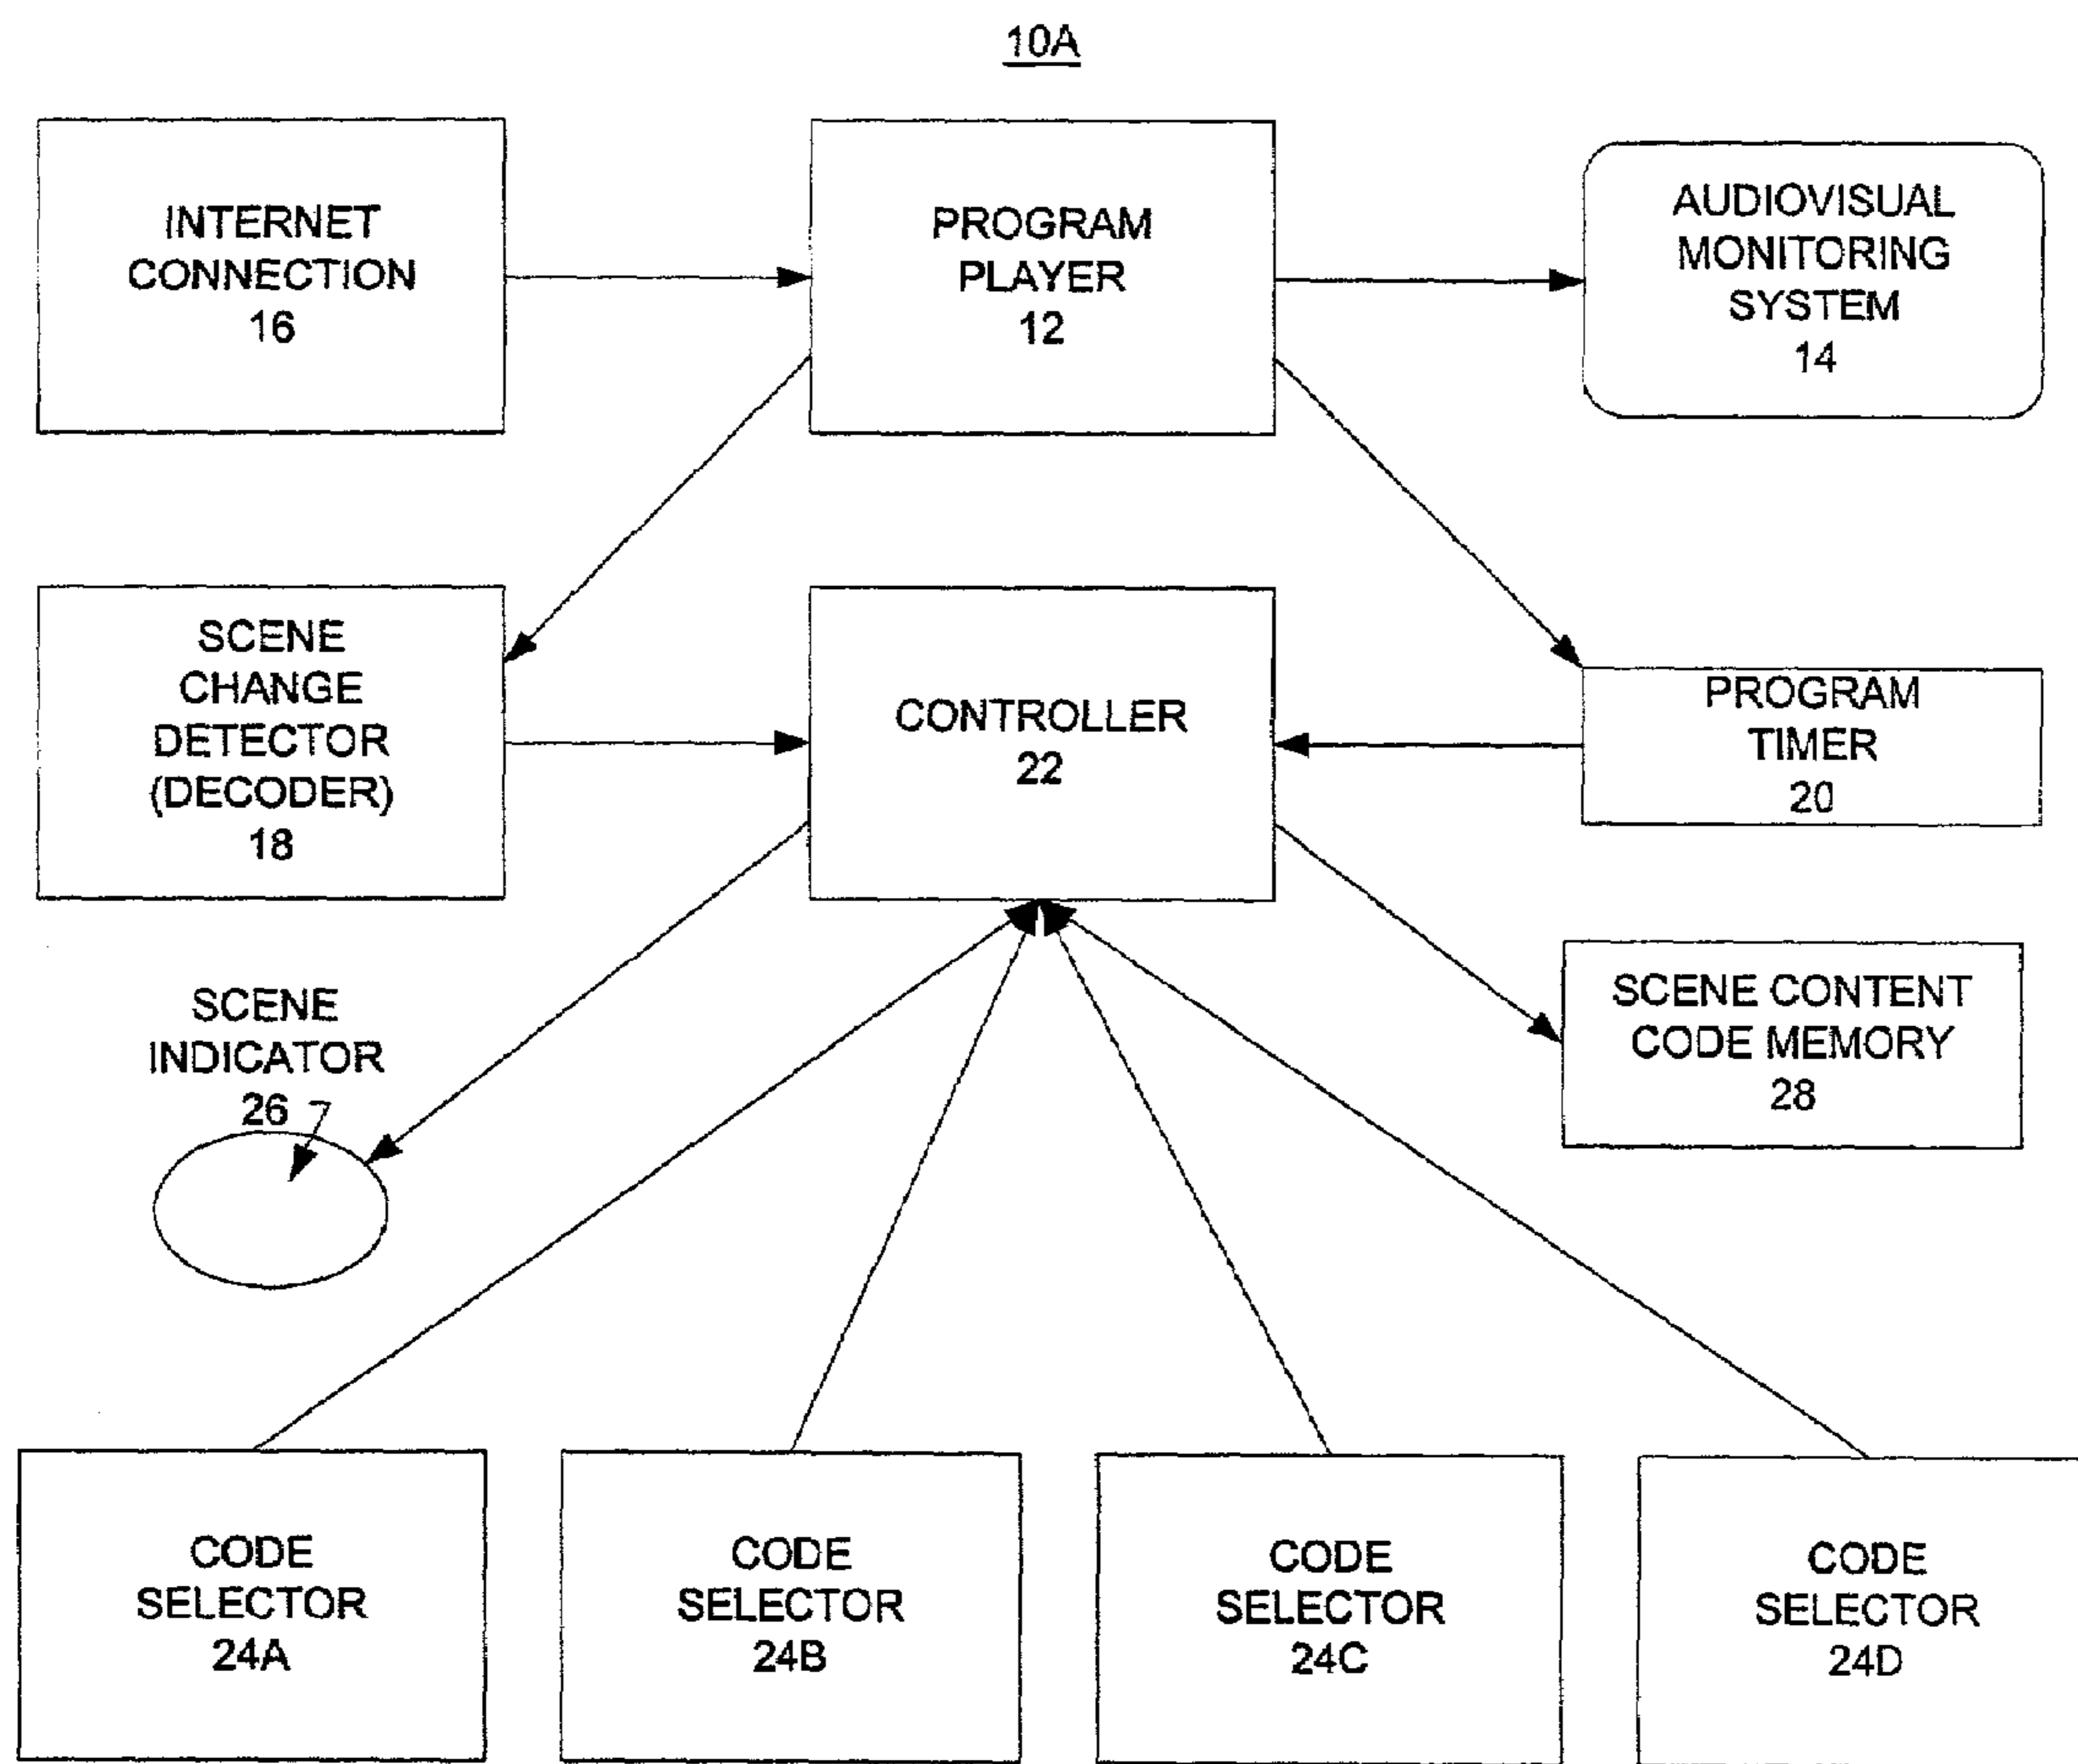 10A
INTERNET
CONNECTION
16
PROGRAM
PLAYER
12
AUDIOVISUAL
MONITORING
SYSTEM
14
SCENE
CHANGE
DETECTOR
(DECODER)
18
CONTROLLER
22
PROGRAM
TIMER
20
SCENE
INDICATOR
26
SCENE CONTENT
CODE MEMORY
28
CODE
SELECTOR
24A
CODE
SELECTOR
24B
CODE
SELECTOR
24C
CODE
SELECTOR
24D